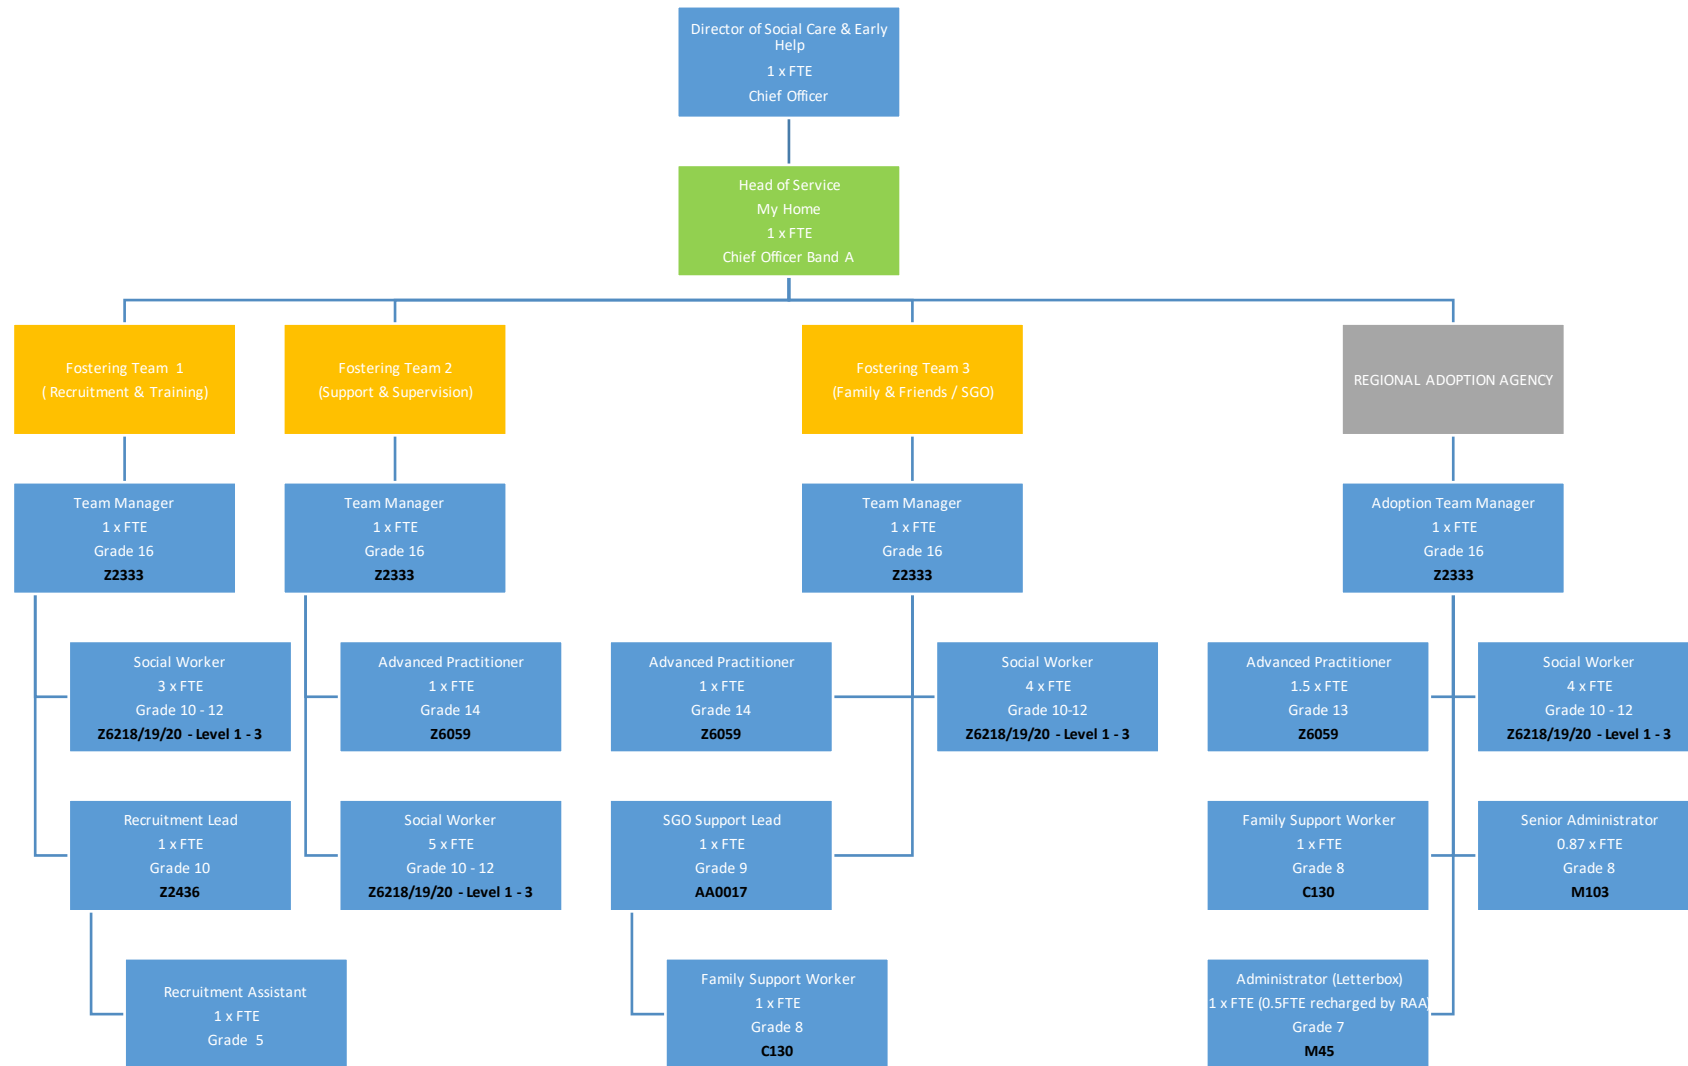 Director of Social Care & Early
Help
1 x FTE
Chief Officer
Head of Service
My Home
1 x FTE
Chief Officer Band A
Fostering Team 1
( Recruitment & Training)
Fostering Team 2
(Support & Supervision)
Fostering Team 3
(Family & Friends / SGO)
REGIONAL ADOPTION AGENCY
Team Manager
1 x FTE
Grade 16
Z2333
Team Manager
1 x FTE
Grade 16
Z2333
Team Manager
1 x FTE
Grade 16
Z2333
Adoption Team Manager
1 x FTE
Grade 16
Z2333
Social Worker
3 x FTE
Grade 10 - 12
Z6218/19/20 - Level 1 - 3
Advanced Practitioner
1 x FTE
Grade 14
Z6059
Advanced Practitioner
1 x FTE
Grade 14
Z6059
Social Worker
4 x FTE
Grade 10-12
Z6218/19/20 - Level 1 - 3
Advanced Practitioner
1.5 x FTE
Grade 13
Z6059
Social Worker
4 x FTE
Grade 10 - 12
Z6218/19/20 - Level 1 - 3
Recruitment Lead
1 x FTE
Grade 10
Z2436
Social Worker
5 x FTE
Grade 10 - 12
Z6218/19/20 - Level 1 - 3
SGO Support Lead
1 x FTE
Grade 9
AA0017
Family Support Worker
1 x FTE
Grade 8
C130
Senior Administrator
0.87 x FTE
Grade 8
M103
Recruitment Assistant
1 x FTE
Grade 5
Family Support Worker
1 x FTE
Grade 8
C130
Administrator (Letterbox)
1 x FTE (0.5FTE recharged by RAA)
Grade 7
M45